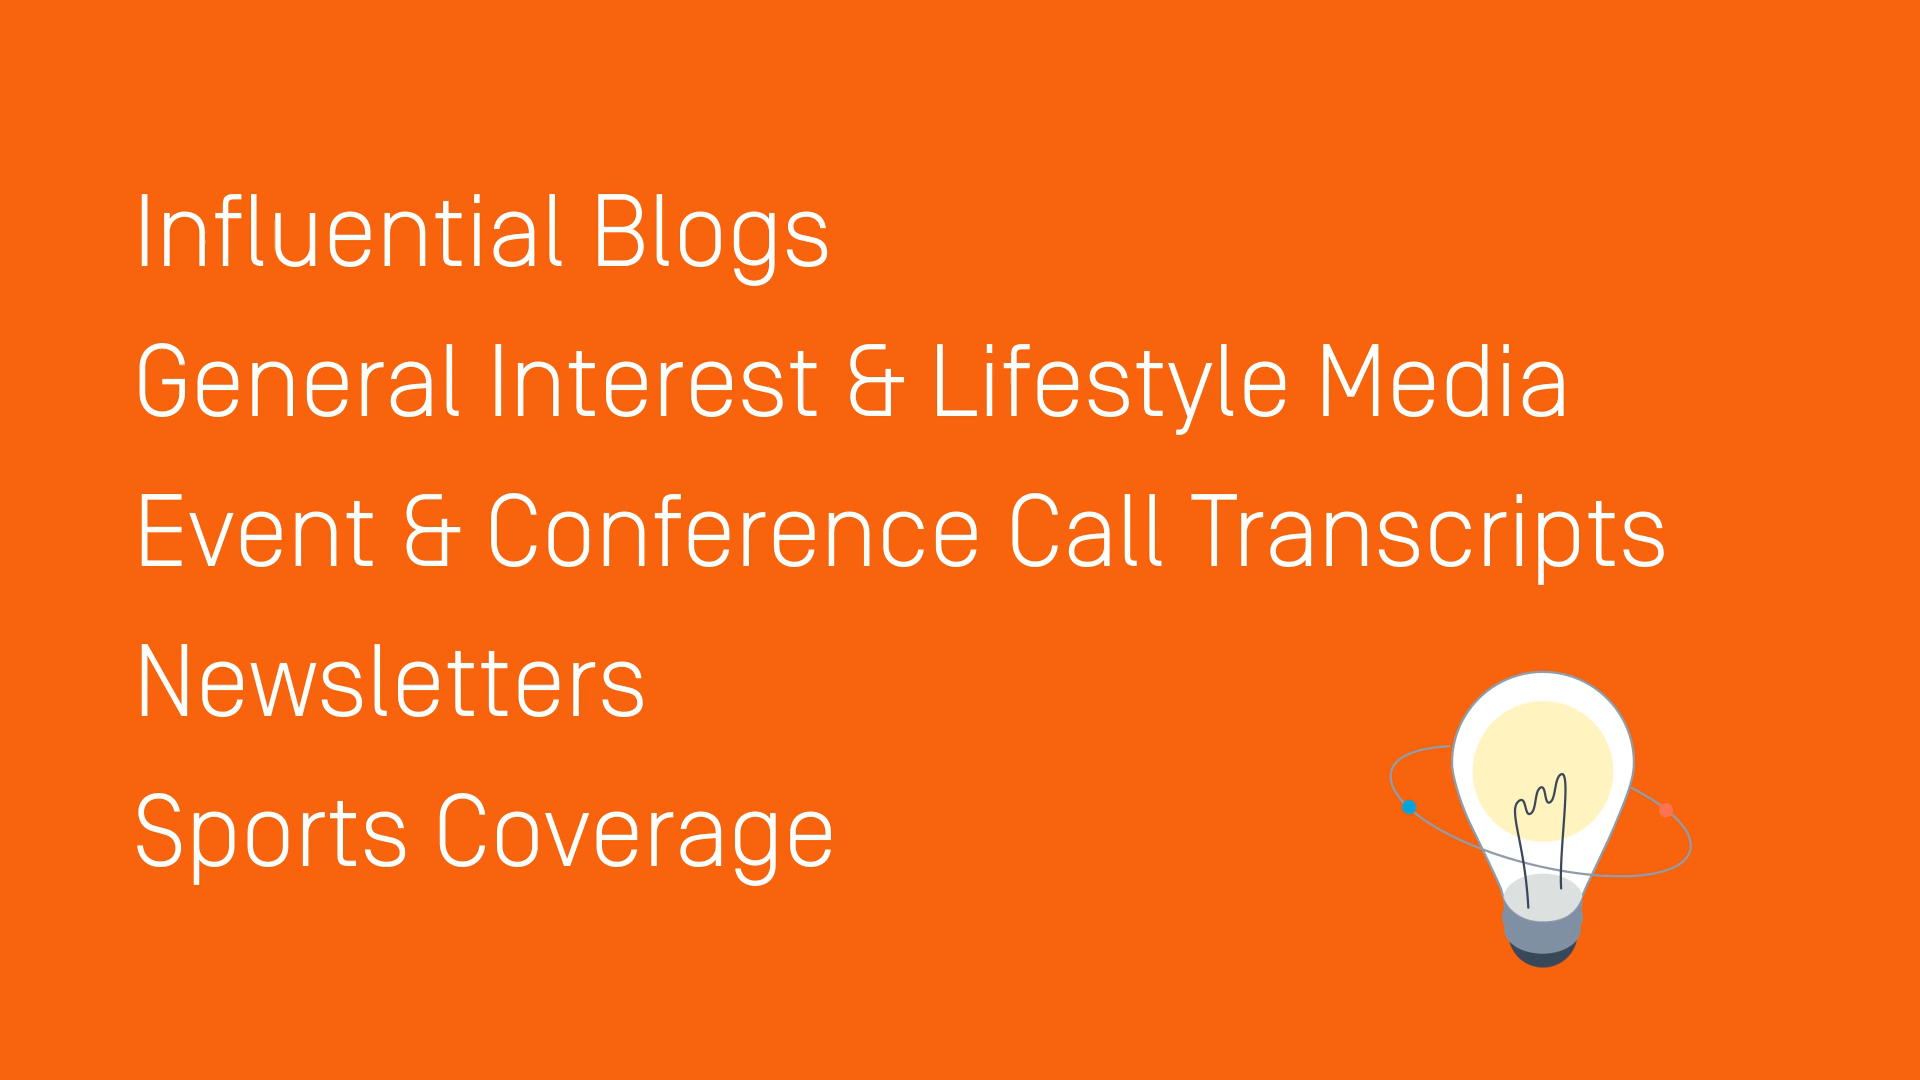 Influential Blogs
General Interest & Lifestyle Media
Event & Conference Call Transcripts
Newsletters
Sports Coverage